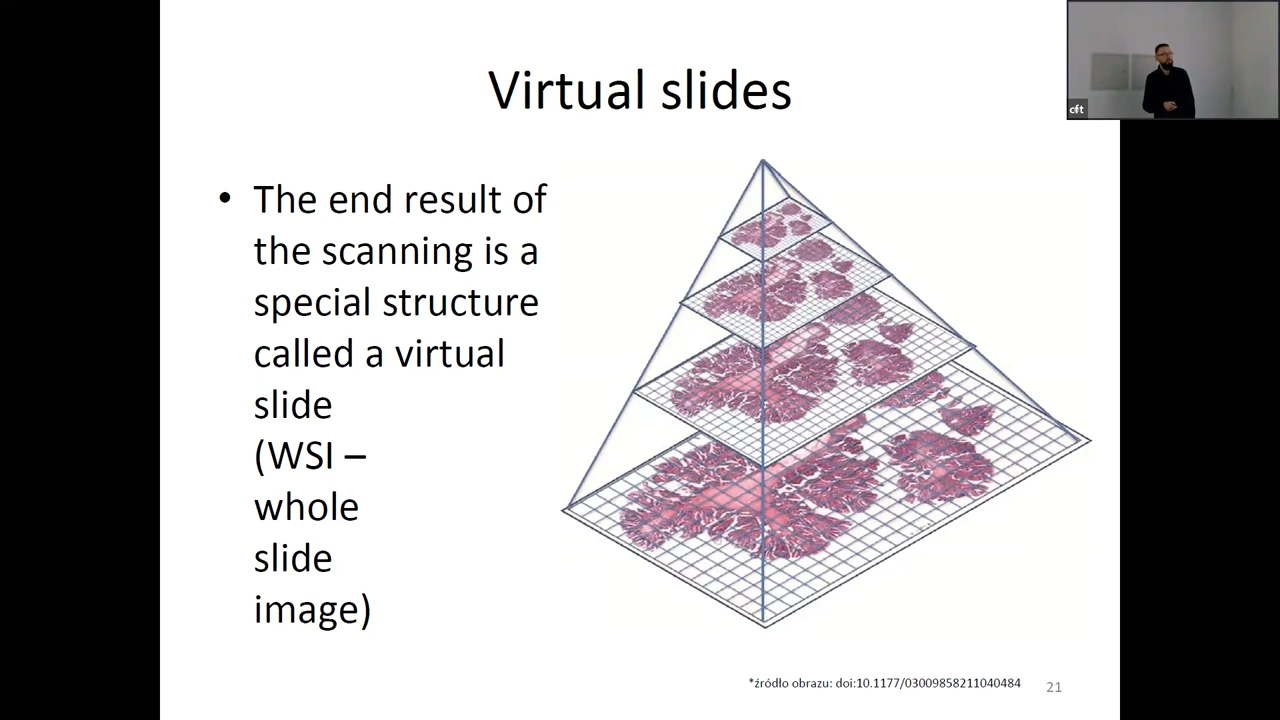 Virtual slides
• The end result of
the scanning is a
special structure
called a virtual
slide
(WSI –
whole
slide
image)
*źródło obrazu: doi:10.1177/03009858211040484
21
cft